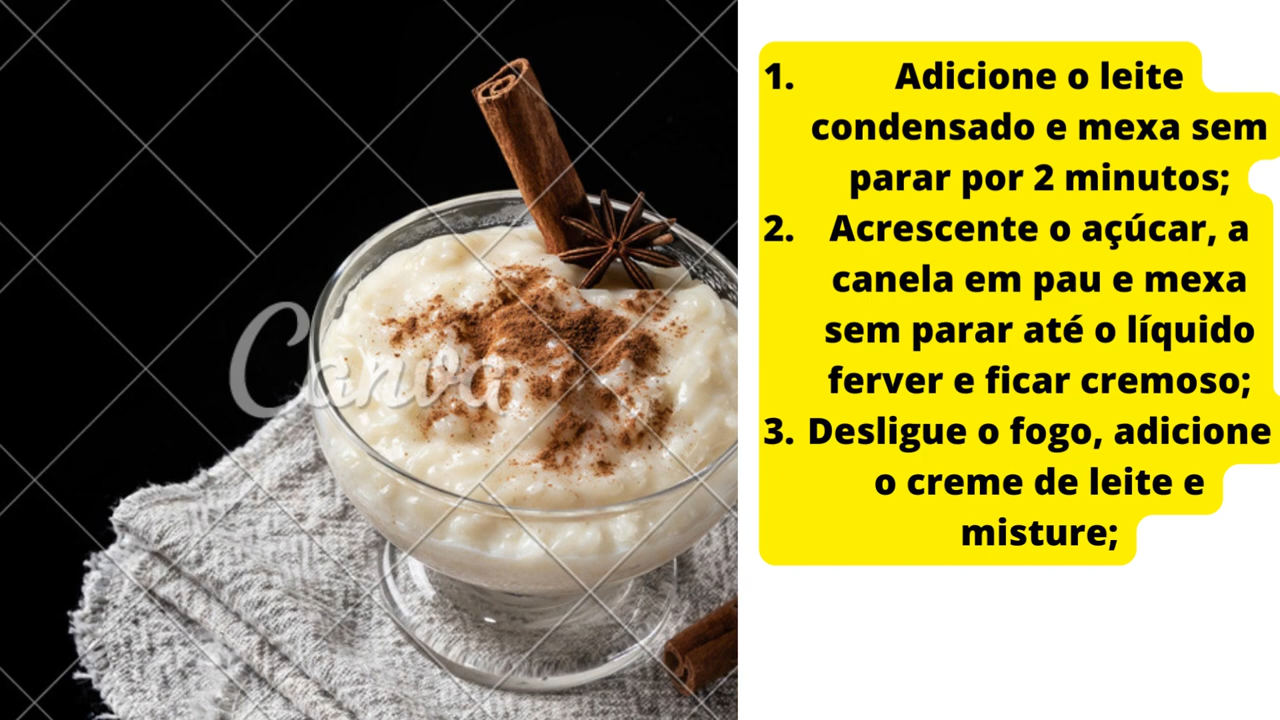 Canva
1. Adicione o leite
condensado e mexa sem
parar por 2 minutos;
2. Acrescente o açúcar, a
canela em pau e mexa
sem parar até o líquido
ferver e ficar cremoso;
3. Desligue o fogo, adicione
o creme de leite e
misture;